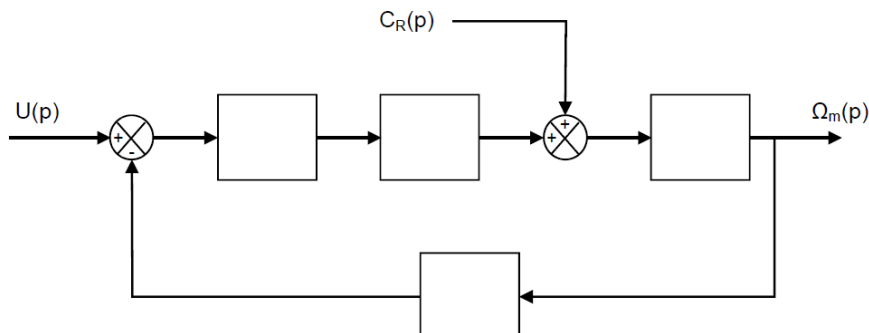 C_R(p)
U(p)
Ω_m(p)
+
-
+
+